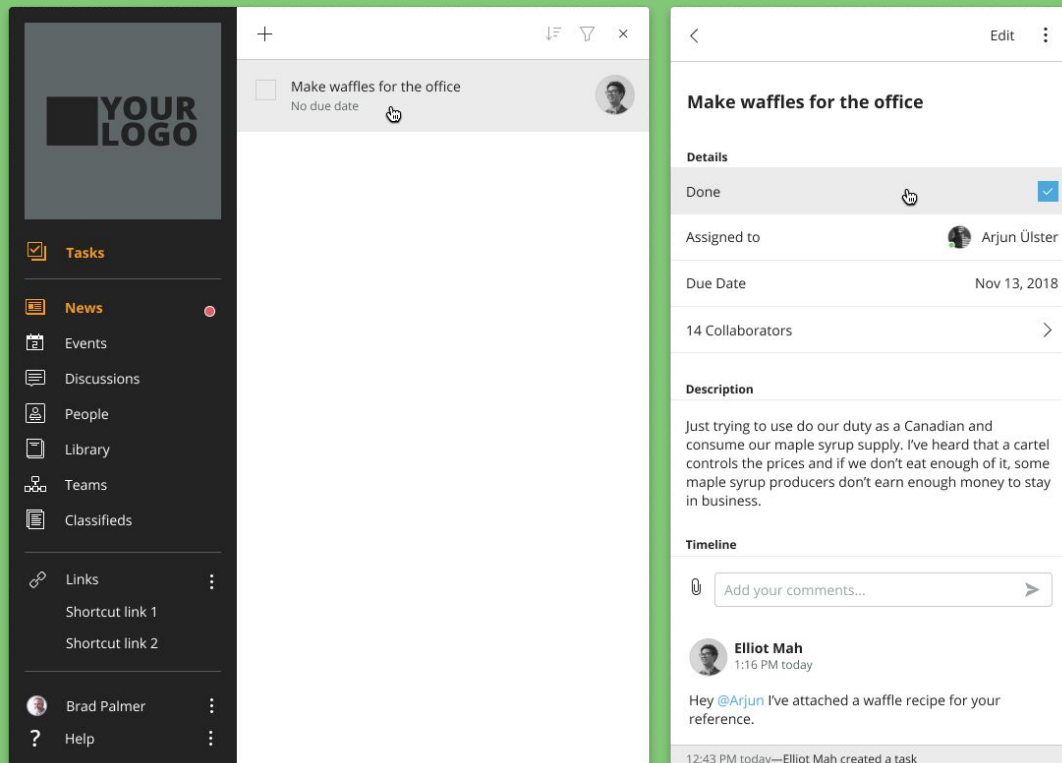 YOUR
LOGO
Tasks
News
Events
Discussions
People
Library
Teams
Classifieds
Links
Shortcut link 1
Shortcut link 2
Brad Palmer
? Help
Make waffles for the office
No due date
Edit
Make waffles for the office
Details
Done
Assigned to Arjun Ülster
Due Date Nov 13, 2018
14 Collaborators
Description
Just trying to use do our duty as a Canadian and
consume our maple syrup supply. I’ve heard that a cartel
controls the prices and if we don’t eat enough of it, some
maple syrup producers don’t earn enough money to stay
in business.
Timeline
Add your comments...
Elliot Mah
1:16 PM today
Hey @Arjun I’ve attached a waffle recipe for your
reference.
12:43 PM today—Elliot Mah created a task